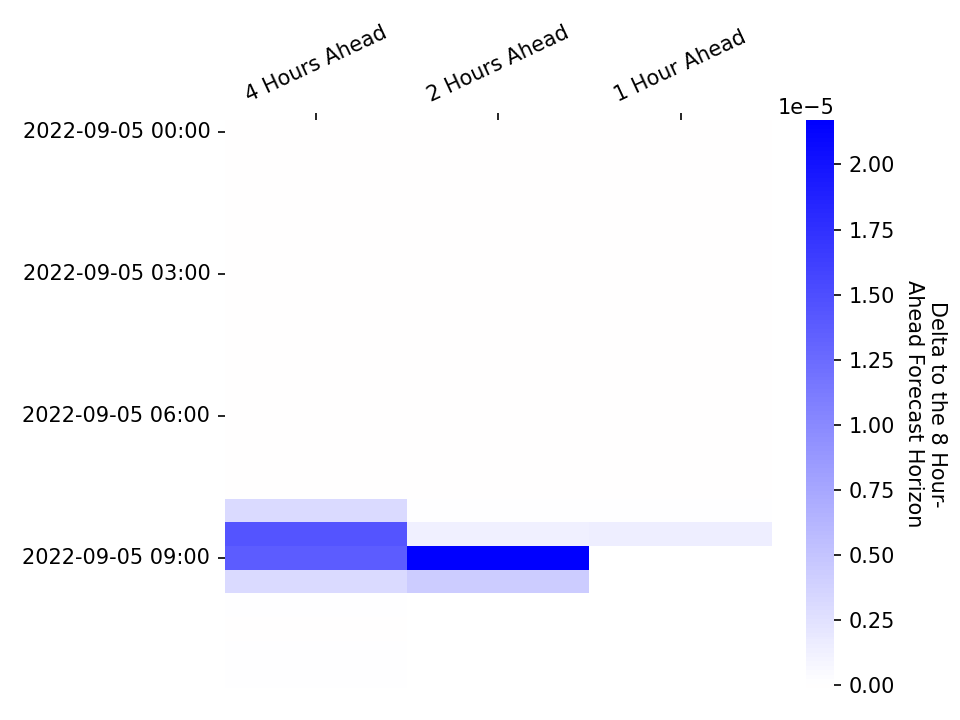 4 Hours Ahead
2 Hours Ahead
1 Hour Ahead
1e−5
2022-09-05 00:00
2022-09-05 03:00
2022-09-05 06:00
2022-09-05 09:00
2.00
1.75
1.50
1.25
1.00
0.75
0.50
0.25
0.00
Delta to the 8 Hour-
Ahead Forecast Horizon